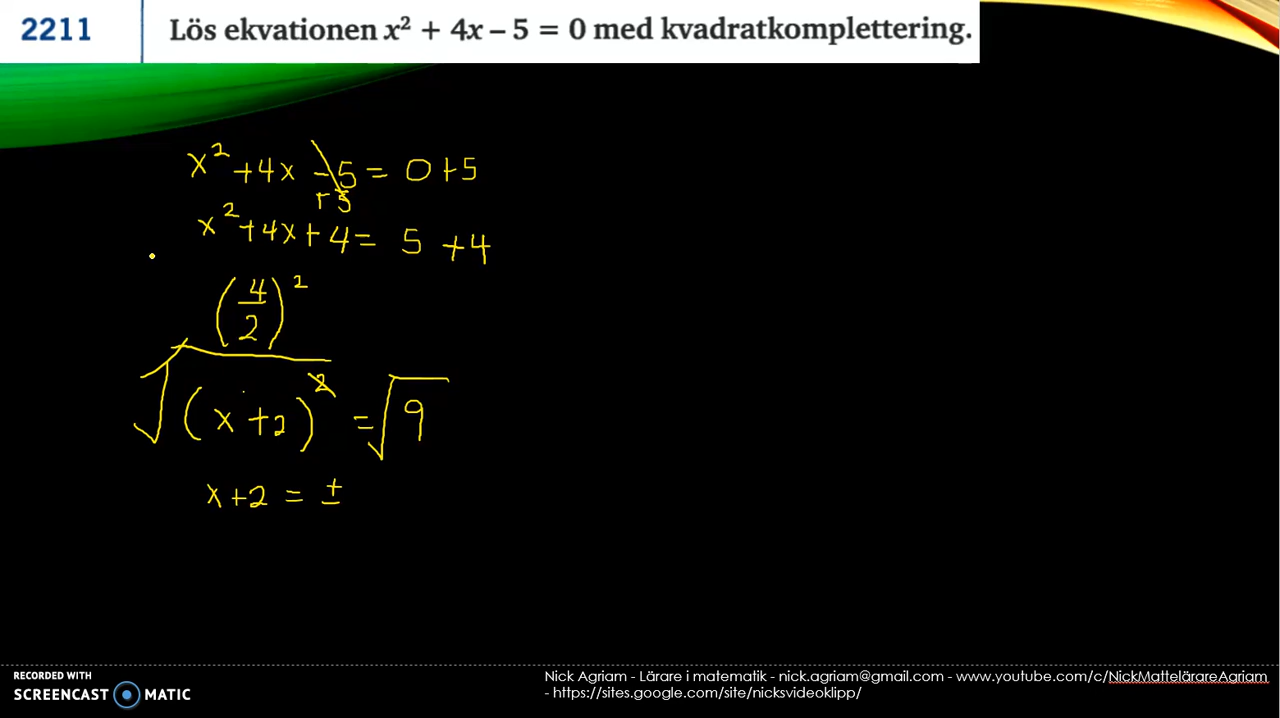 2211 Lös ekvationen x² + 4x – 5 = 0 med kvadratkomplettering.
x² + 4x - 5 = 0 + 5
+ 5
x² + 4x + 4 = 5 + 4
(4/2)²
√(x + 2)² = √9
x + 2 = ±
RECORDED WITH
SCREENCAST MATIC
Nick Agriam - Lärare i matematik - nick.agriam@gmail.com - www.youtube.com/c/NickMattelärareAgriam
- https://sites.google.com/site/nicksvideoklipp/